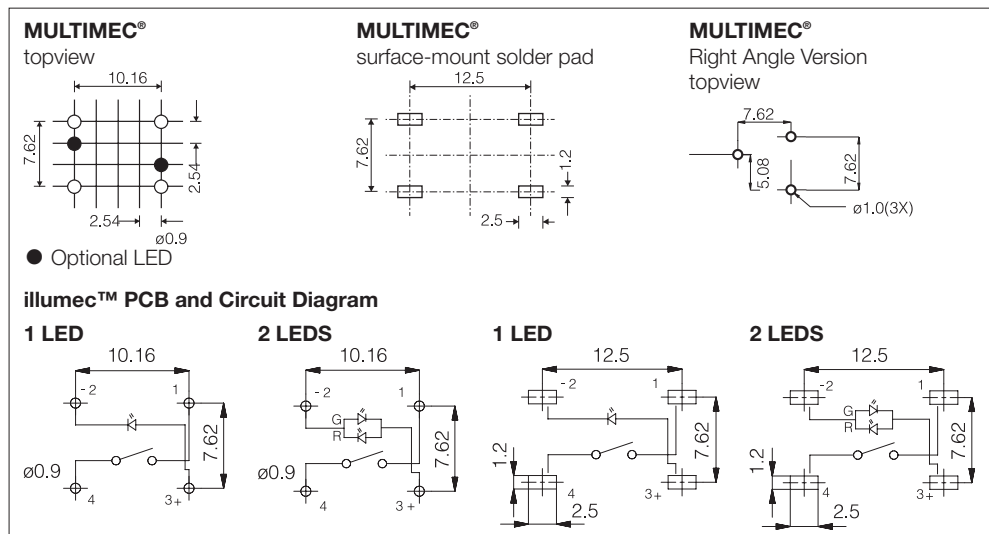 MULTIMEC®
topview
10.16
7.62
2.54
2.54
ø0.9
● Optional LED
MULTIMEC®
surface-mount solder pad
12.5
7.62
1.2
2.5
MULTIMEC®
Right Angle Version
topview
7.62
5.08
7.62
ø1.0(3X)
illumec™ PCB and Circuit Diagram
1 LED
10.16
- 2
1
7.62
ø0.9
4
3+
2 LEDS
10.16
- 2
1
G
R
7.62
ø0.9
4
3+
1 LED
12.5
- 2
1
7.62
1.2
4
3+
2.5
2 LEDS
12.5
- 2
1
G
R
7.62
1.2
4
3+
2.5